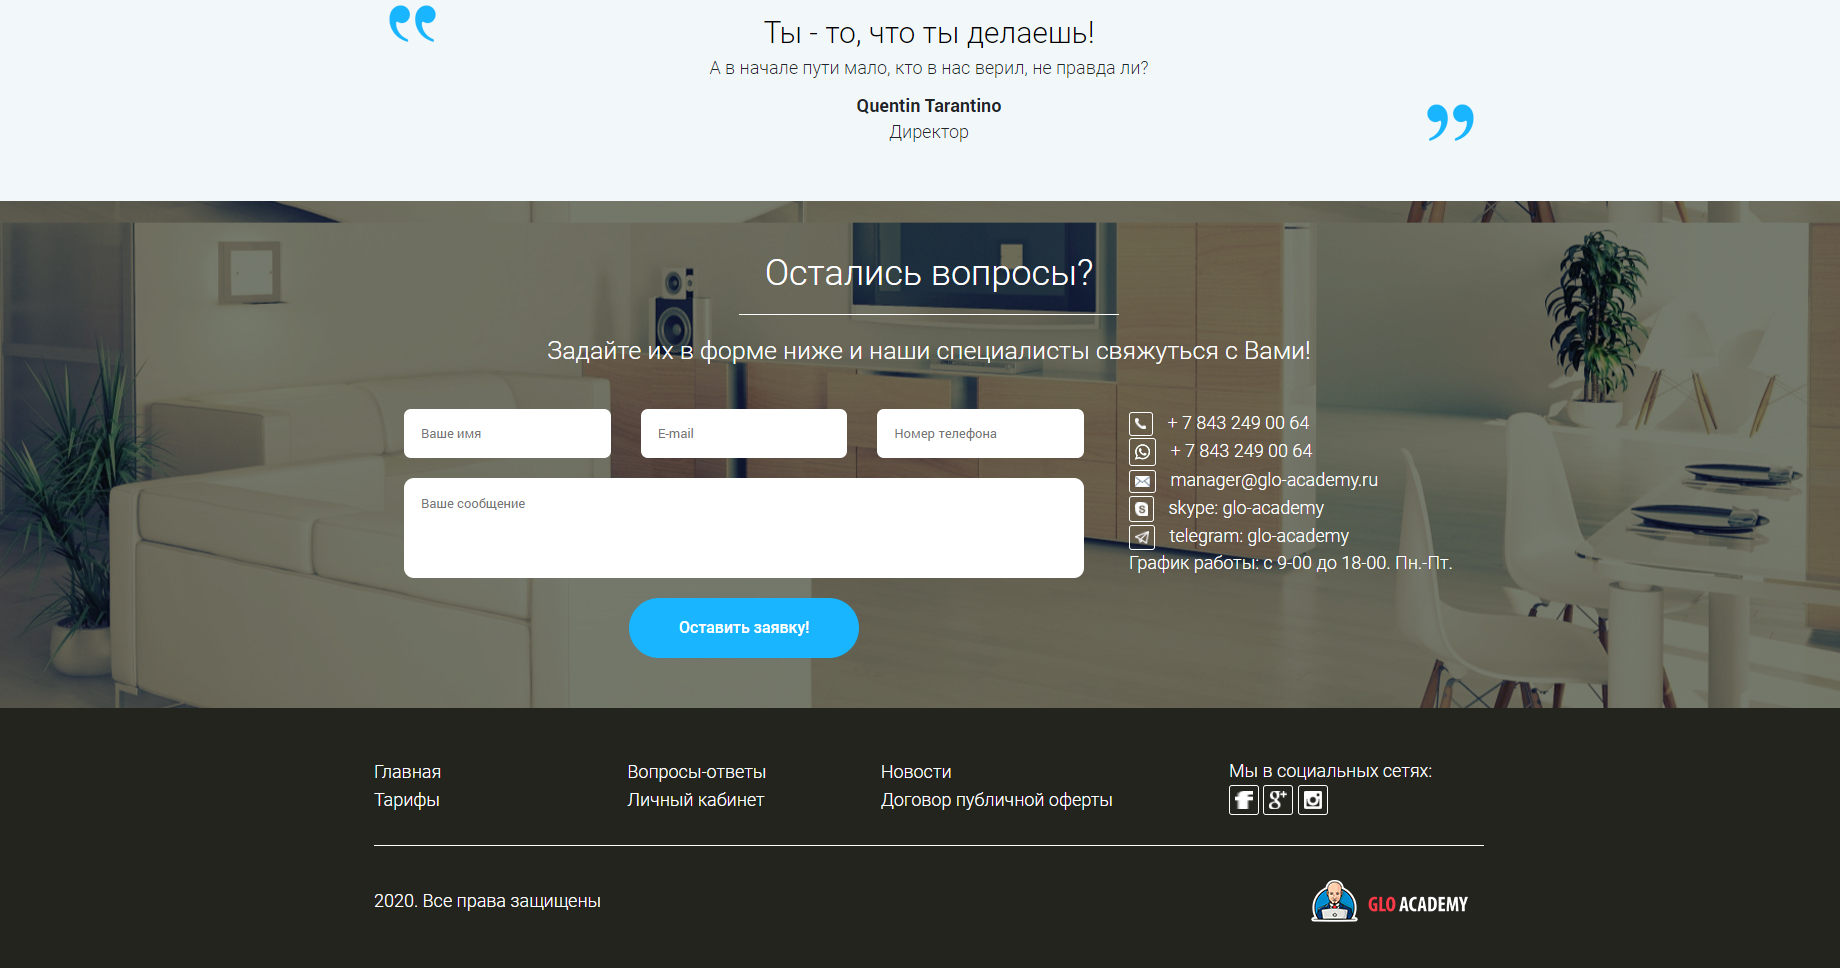 Ты - то, что ты делаешь!
А в начале пути мало, кто в нас верил, не правда ли?
Quentin Tarantino
Директор
Остались вопросы?
Задайте их в форме ниже и наши специалисты свяжуться с Вами!
Ваше имя
E-mail
Номер телефона
Ваше сообщение
Оставить заявку!
+ 7 843 249 00 64
+ 7 843 249 00 64
manager@glo-academy.ru
skype: glo-academy
telegram: glo-academy
График работы: с 9-00 до 18-00. Пн.-Пт.
Главная
Тарифы
Вопросы-ответы
Личный кабинет
Новости
Договор публичной оферты
Мы в социальных сетях:
2020. Все права защищены
GLO ACADEMY